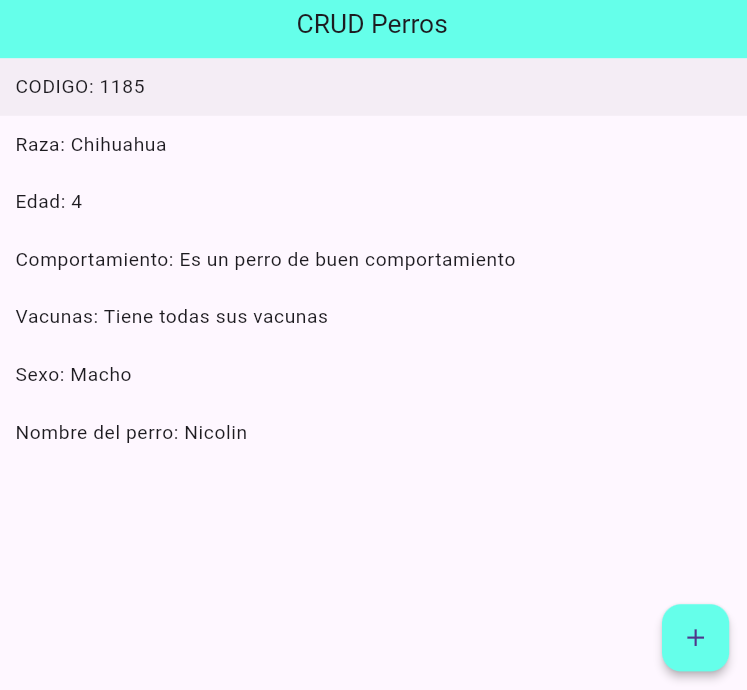 CRUD Perros
CODIGO: 1185
Raza: Chihuahua
Edad: 4
Comportamiento: Es un perro de buen comportamiento
Vacunas: Tiene todas sus vacunas
Sexo: Macho
Nombre del perro: Nicolin
+